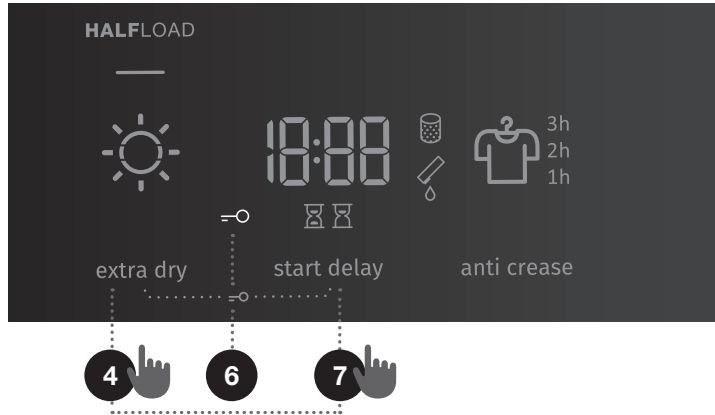 HALFLOAD
18:88
3h
2h
1h
extra dry
start delay
anti crease
4
6
7